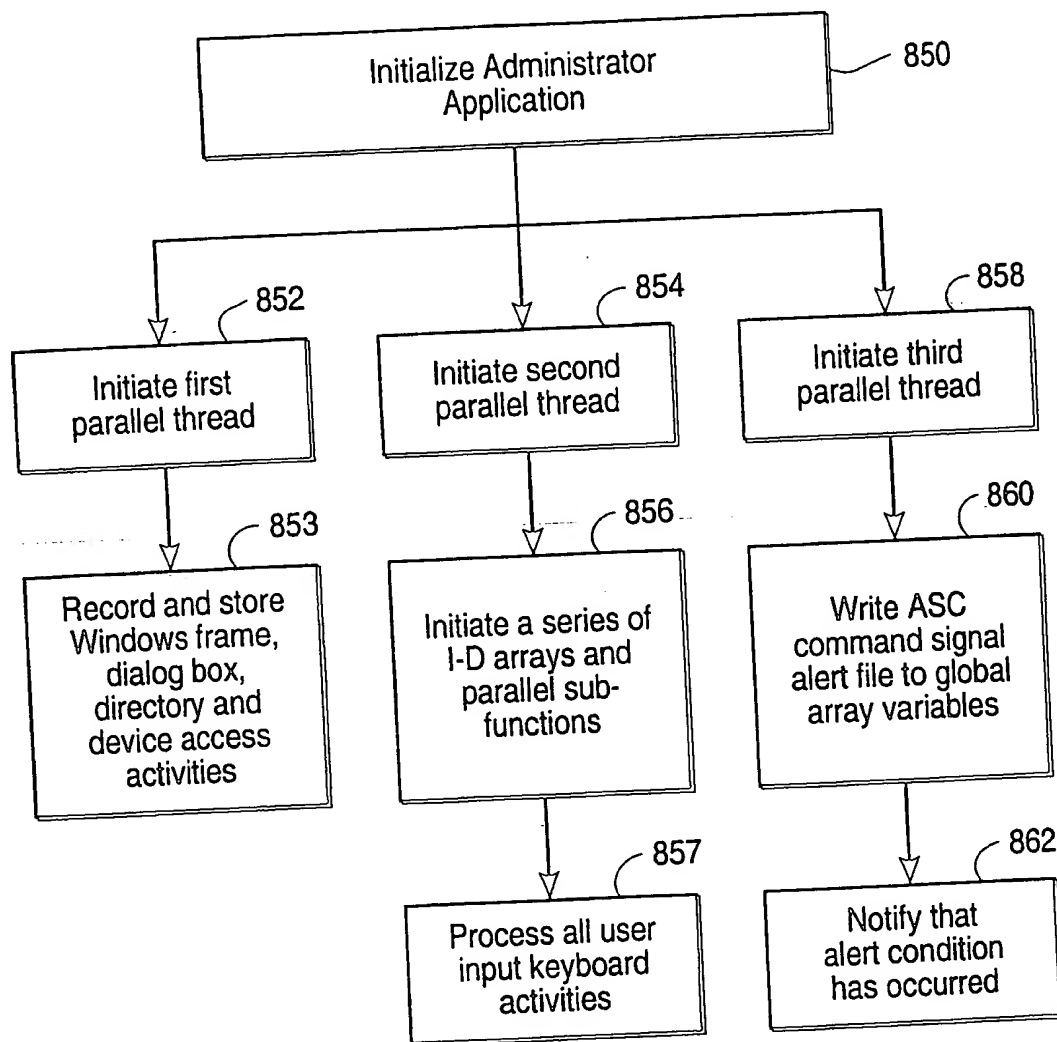 Initialize Administrator
Application
850
852
854
858
Initiate first
parallel thread
Initiate second
parallel thread
Initiate third
parallel thread
853
856
860
Record and store
Windows frame,
dialog box,
directory and
device access
activities
Initiate a series of
I-D arrays and
parallel sub-
functions
Write ASC
command signal
alert file to global
array variables
857
862
Process all user
input keyboard
activities
Notify that
alert condition
has occurred